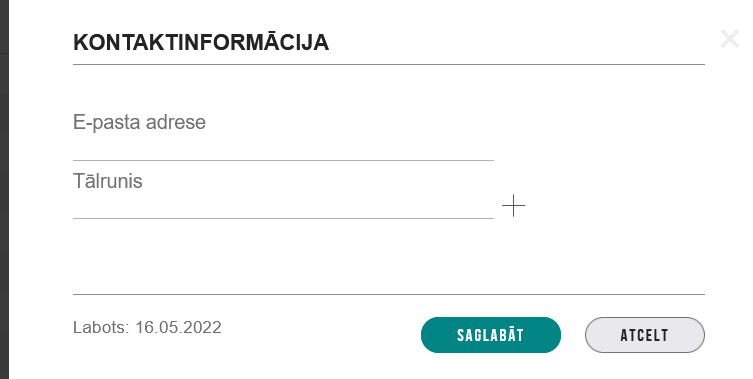 KONTAKTINFORMĀCIJA
E-pasta adrese
Tālrunis
Labots: 16.05.2022
SAGLABĀT
ATCELT